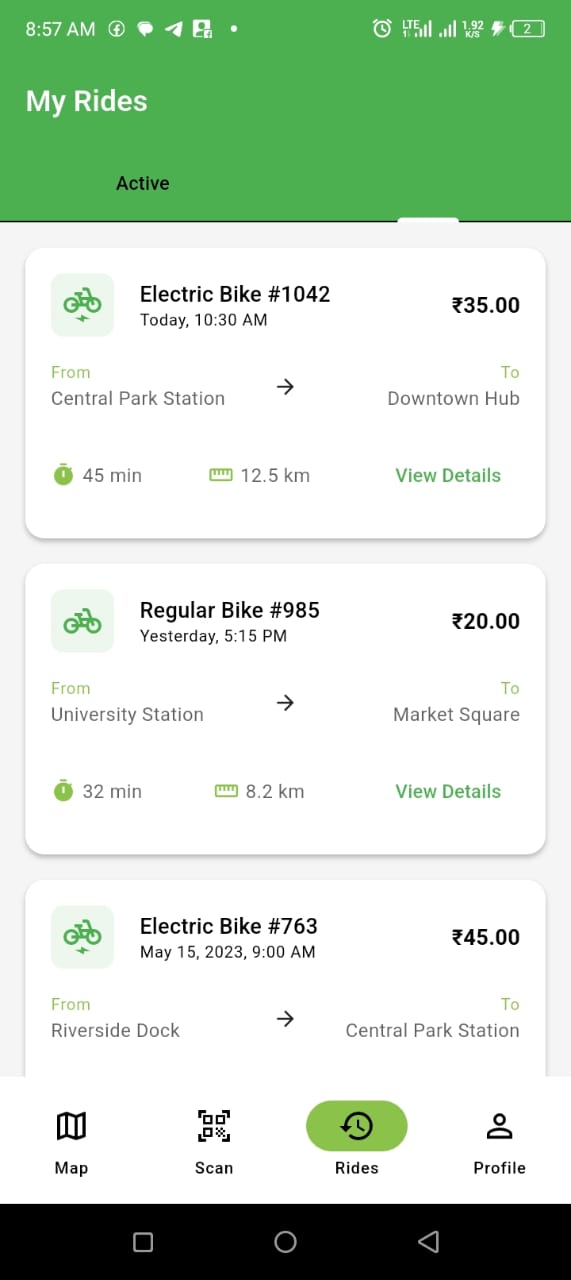 8:57 AM
LTE
1.92
K/S
2
My Rides
Active
Electric Bike #1042
Today, 10:30 AM
₹35.00
From
To
Central Park Station
Downtown Hub
45 min
12.5 km
View Details
Regular Bike #985
Yesterday, 5:15 PM
₹20.00
From
To
University Station
Market Square
32 min
8.2 km
View Details
Electric Bike #763
May 15, 2023, 9:00 AM
₹45.00
From
To
Riverside Dock
Central Park Station
Map
Scan
Rides
Profile